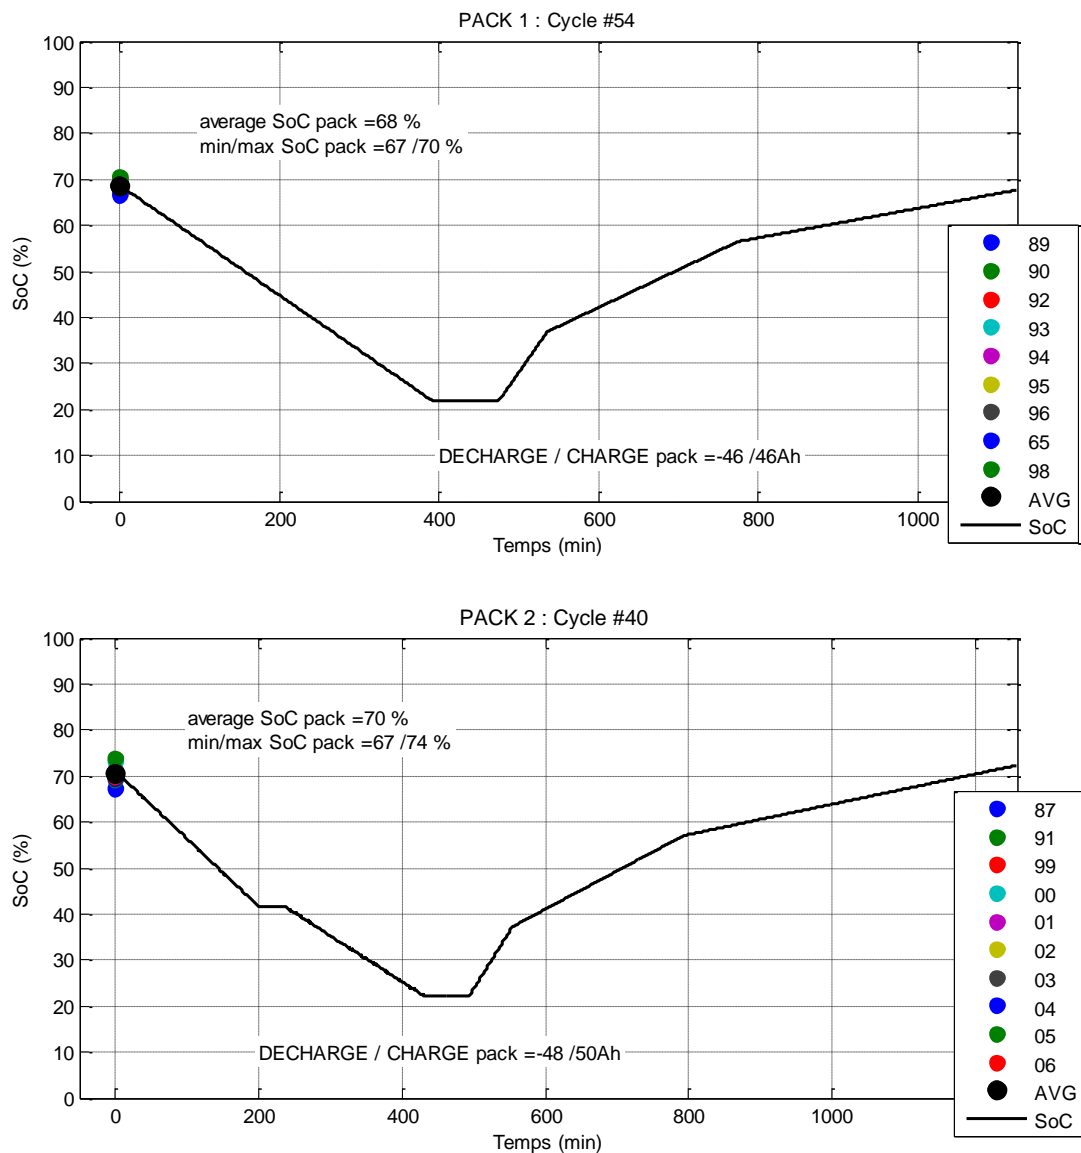 PACK 1 : Cycle #54
100
90
80
70
60
50
40
30
20
10
0
SoC (%)
average SoC pack =68 %
min/max SoC pack =67 /70 %
DECHARGE / CHARGE pack =-46 /46Ah
0 200 400 600 800 1000
Temps (min)
89
90
92
93
94
95
96
65
98
AVG
SoC
PACK 2 : Cycle #40
100
90
80
70
60
50
40
30
20
10
0
SoC (%)
average SoC pack =70 %
min/max SoC pack =67 /74 %
DECHARGE / CHARGE pack =-48 /50Ah
0 200 400 600 800 1000
Temps (min)
87
91
99
00
01
02
03
04
05
06
AVG
SoC